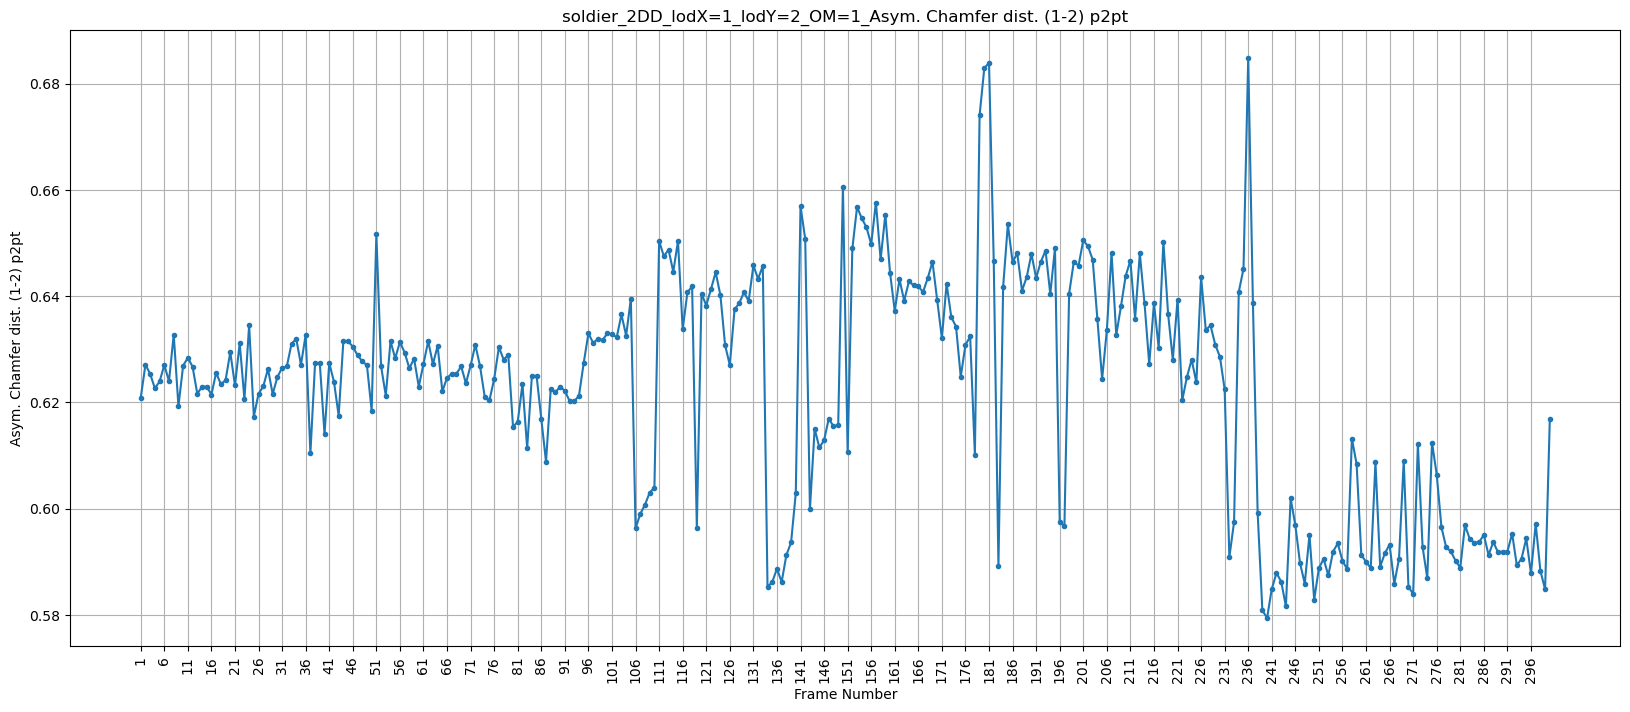 soldier_2DD_lodX=1_lodY=2_OM=1_Asym. Chamfer dist. (1-2) p2pt
Asym. Chamfer dist. (1-2) p2pt
0.68
0.66
0.64
0.62
0.60
0.58
1 6 11 16 21 26 31 36 41 46 51 56 61 66 71 76 81 86 91 96 101 106 111 116 121 126 131 136 141 146 151 156 161 166 171 176 181 186 191 196 201 206 211 216 221 226 231 236 241 246 251 256 261 266 271 276 281 286 291 296
Frame Number